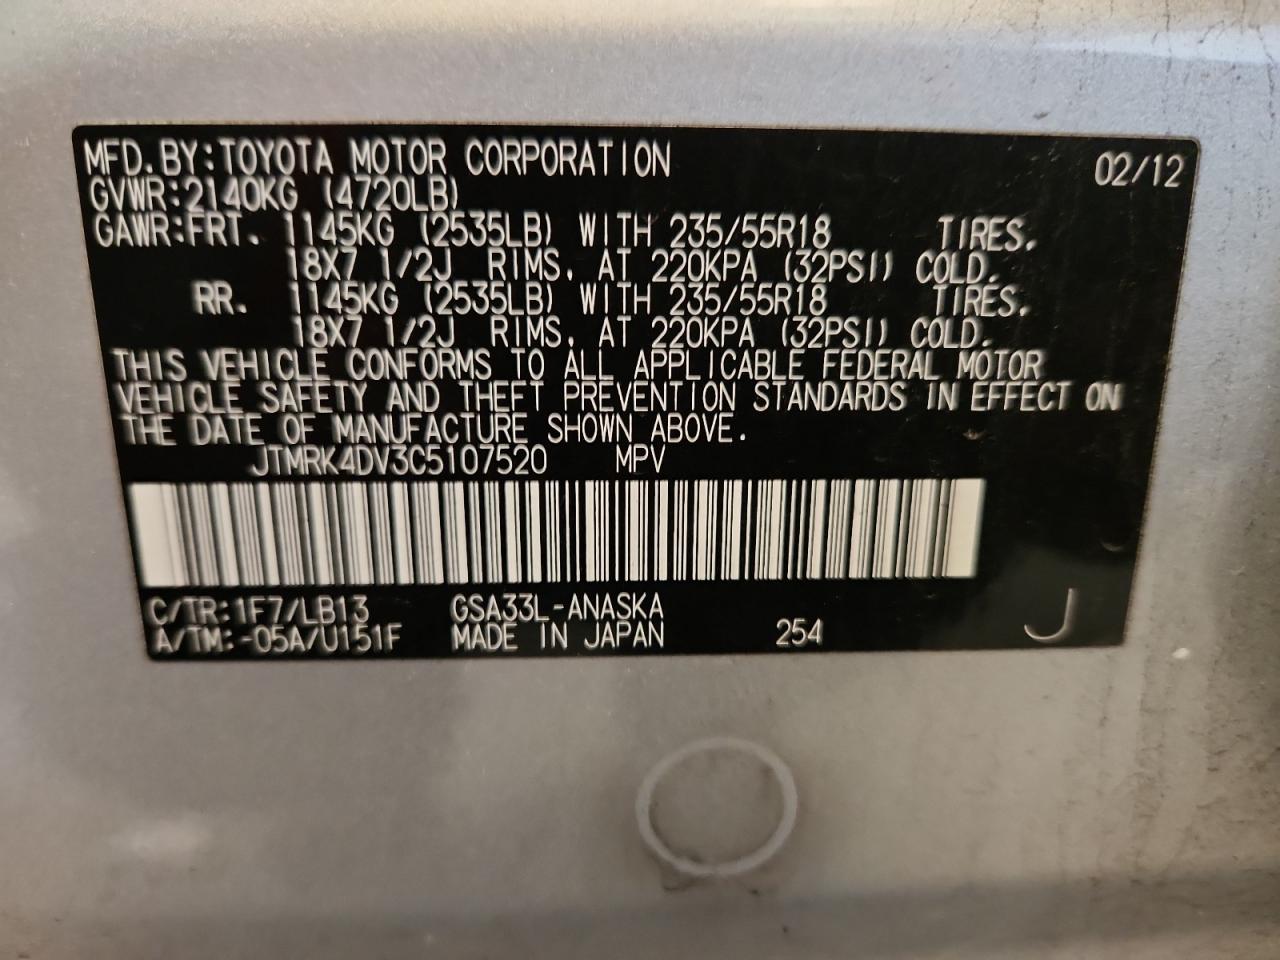 MFD.BY:TOYOTA MOTOR CORPORATION 02/12
GVWR:2140KG (4720LB)
GAWR:FRT. 1145KG (2535LB) WITH 235/55R18 TIRES.
18X7 1/2J RIMS, AT 220KPA (32PSI) COLD.
RR. 1145KG (2535LB) WITH 235/55R18 TIRES.
18X7 1/2J RIMS, AT 220KPA (32PSI) COLD.
THIS VEHICLE CONFORMS TO ALL APPLICABLE FEDERAL MOTOR
VEHICLE SAFETY AND THEFT PREVENTION STANDARDS IN EFFECT ON
THE DATE OF MANUFACTURE SHOWN ABOVE.
JTMRK4DV3C5107520 MPV
C/TR:1F7/LB13 GSA33L-ANASKA
A/TM:-05A/U151F MADE IN JAPAN 254 J